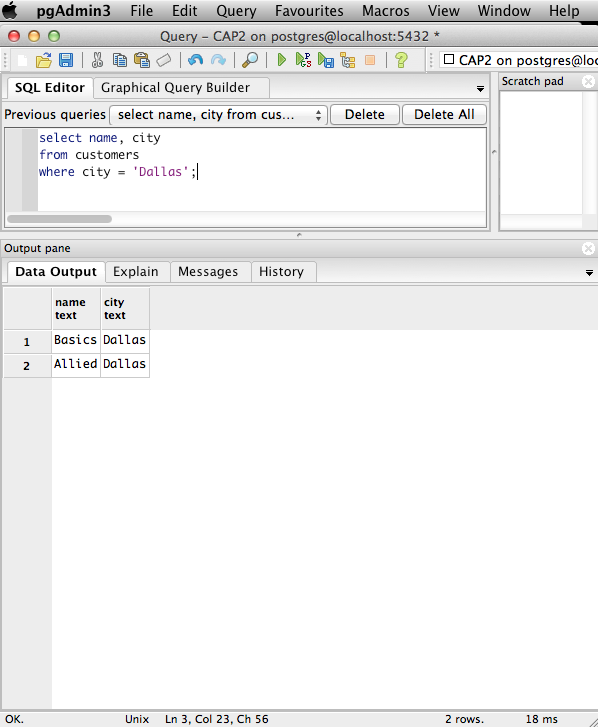 pgAdmin3 File Edit Query Favourites Macros View Window Help
Query - CAP2 on postgres@localhost:5432 *
CAP2 on postgres@loc
SQL Editor Graphical Query Builder
Scratch pad
Previous queries select name, city from cus... Delete Delete All
select name, city
from customers
where city = 'Dallas';
Output pane
Data Output Explain Messages History
name city
text text
1 Basics Dallas
2 Allied Dallas
OK. Unix Ln 3, Col 23, Ch 56 2 rows. 18 ms